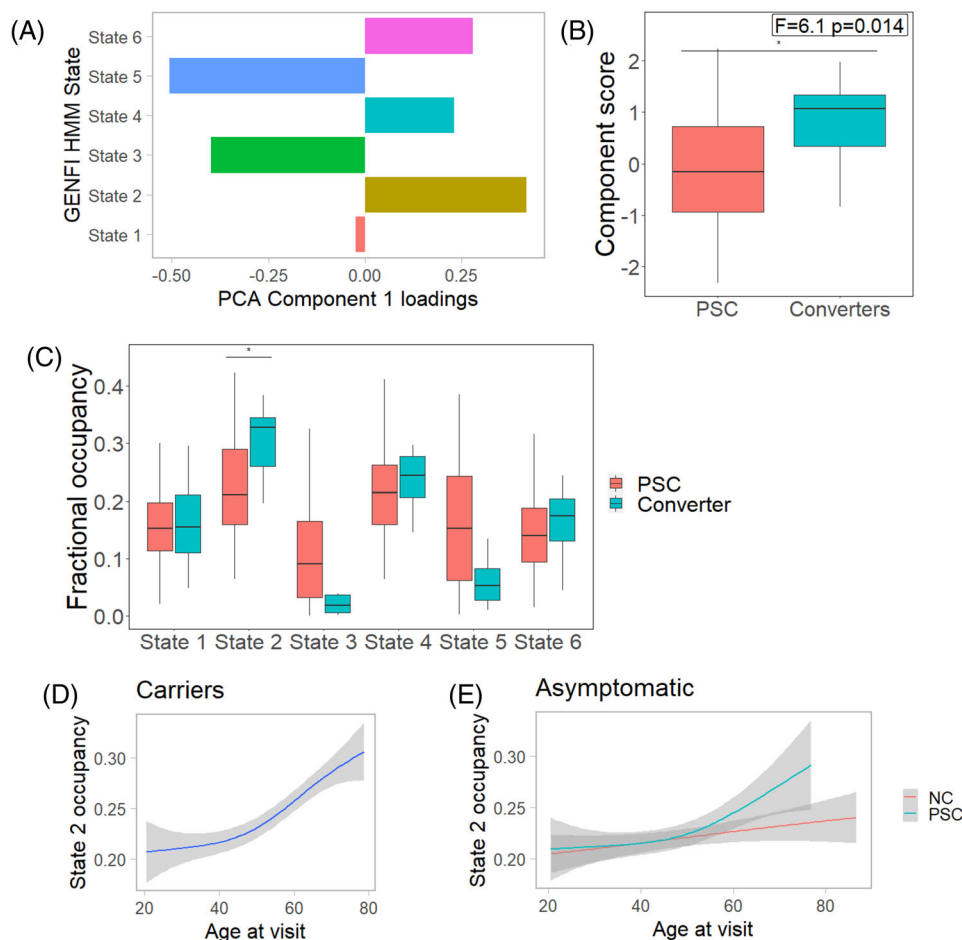 (A)
GENFI HMM State
State 6
State 5
State 4
State 3
State 2
State 1
-0.50 -0.25 0.00 0.25
PCA Component 1 loadings
(B)
F=6.1 p=0.014
*
Component score
2
1
0
-1
-2
PSC Converters
(C)
*
Fractional occupancy
0.4
0.3
0.2
0.1
0.0
State 1 State 2 State 3 State 4 State 5 State 6
PSC
Converter
(D)
Carriers
State 2 occupancy
0.30
0.25
0.20
20 40 60 80
Age at visit
(E)
Asymptomatic
State 2 occupancy
0.30
0.25
0.20
20 40 60 80
Age at visit
NC
PSC